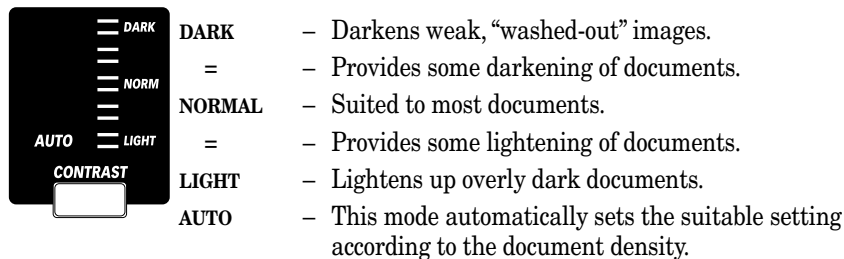 DARK
NORM
AUTO LIGHT
CONTRAST
DARK – Darkens weak, “washed-out” images.
= – Provides some darkening of documents.
NORMAL – Suited to most documents.
= – Provides some lightening of documents.
LIGHT – Lightens up overly dark documents.
AUTO – This mode automatically sets the suitable setting
according to the document density.